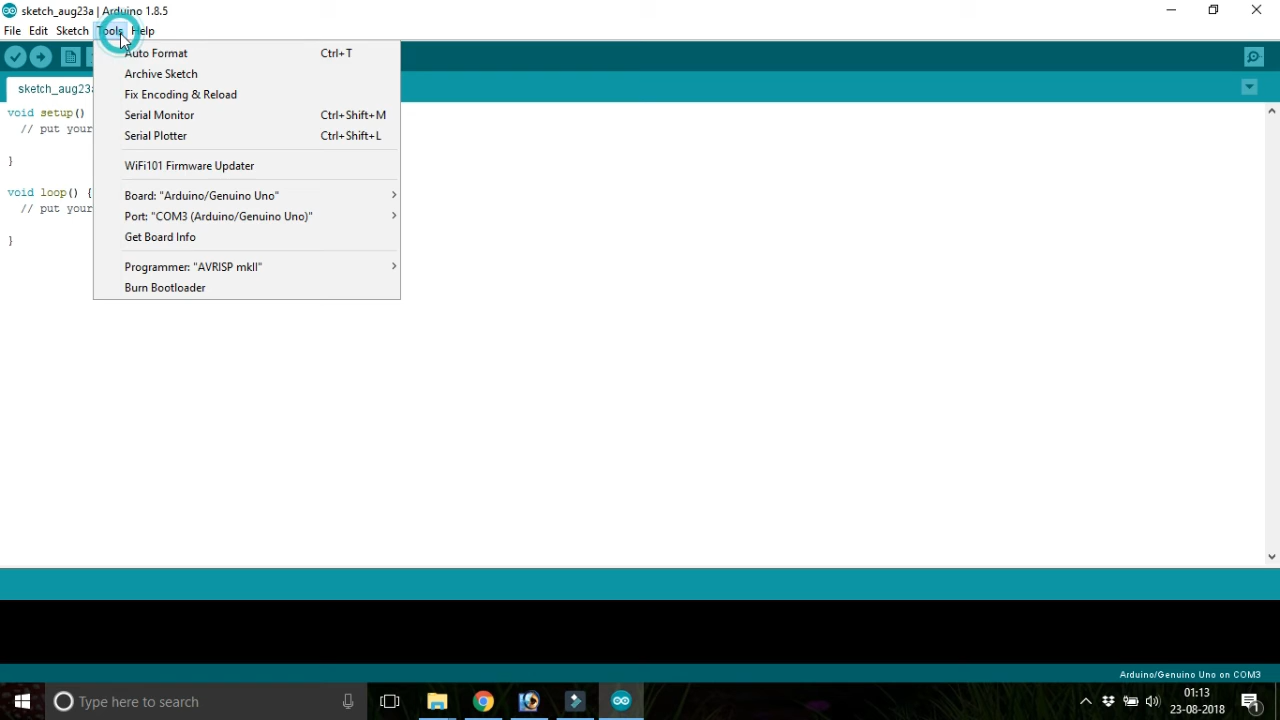 sketch_aug23a | Arduino 1.8.5
File Edit Sketch Tools Help
Auto Format Ctrl+T
Archive Sketch
Fix Encoding & Reload
Serial Monitor Ctrl+Shift+M
Serial Plotter Ctrl+Shift+L
WiFi101 Firmware Updater
Board: "Arduino/Genuino Uno"
Port: "COM3 (Arduino/Genuino Uno)"
Get Board Info
Programmer: "AVRISP mkII"
Burn Bootloader
sketch_aug23a
void setup()
// put your
}
void loop() {
// put your
}
Arduino/Genuino Uno on COM3
Type here to search
01:13
23-08-2018
1